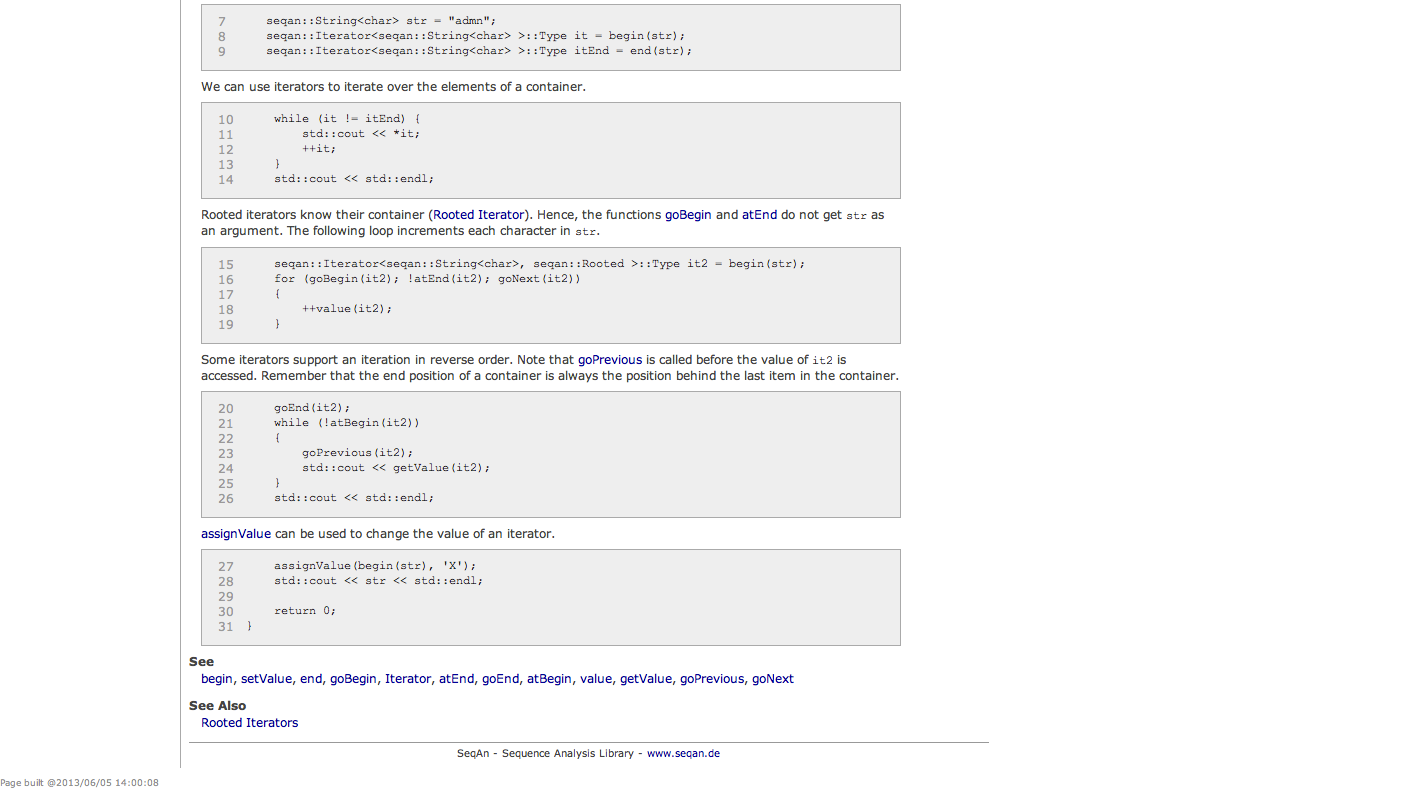 7 seqan::String<char> str = "admn";
8 seqan::Iterator<seqan::String<char> >::Type it = begin(str);
9 seqan::Iterator<seqan::String<char> >::Type itEnd = end(str);
We can use iterators to iterate over the elements of a container.
10 while (it != itEnd) {
11 std::cout << *it;
12 ++it;
13 }
14 std::cout << std::endl;
Rooted iterators know their container (Rooted Iterator). Hence, the functions goBegin and atEnd do not get str as
an argument. The following loop increments each character in str.
15 seqan::Iterator<seqan::String<char>, seqan::Rooted >::Type it2 = begin(str);
16 for (goBegin(it2); !atEnd(it2); goNext(it2))
17 {
18 ++value(it2);
19 }
Some iterators support an iteration in reverse order. Note that goPrevious is called before the value of it2 is
accessed. Remember that the end position of a container is always the position behind the last item in the container.
20 goEnd(it2);
21 while (!atBegin(it2))
22 {
23 goPrevious(it2);
24 std::cout << getValue(it2);
25 }
26 std::cout << std::endl;
assignValue can be used to change the value of an iterator.
27 assignValue(begin(str), 'X');
28 std::cout << str << std::endl;
29
30 return 0;
31 }
See
begin, setValue, end, goBegin, Iterator, atEnd, goEnd, atBegin, value, getValue, goPrevious, goNext
See Also
Rooted Iterators
SeqAn - Sequence Analysis Library - www.seqan.de
Page built @2013/06/05 14:00:08